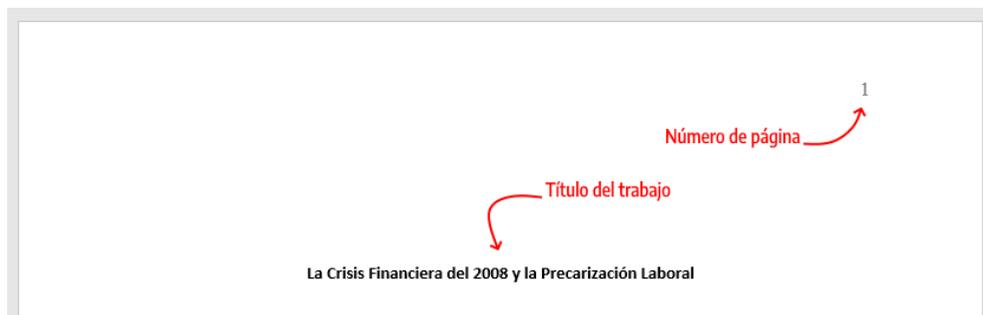 1
Número de página
Título del trabajo
La Crisis Financiera del 2008 y la Precarización Laboral